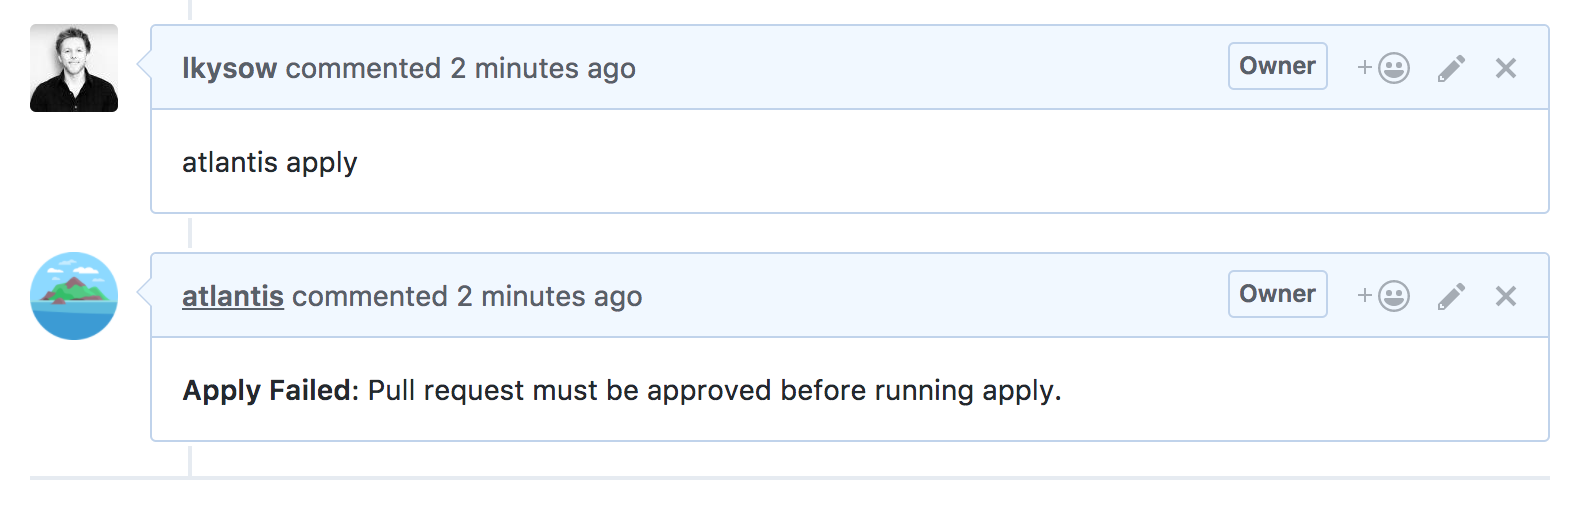 lkysow commented 2 minutes ago Owner
atlantis apply
atlantis commented 2 minutes ago Owner
Apply Failed: Pull request must be approved before running apply.